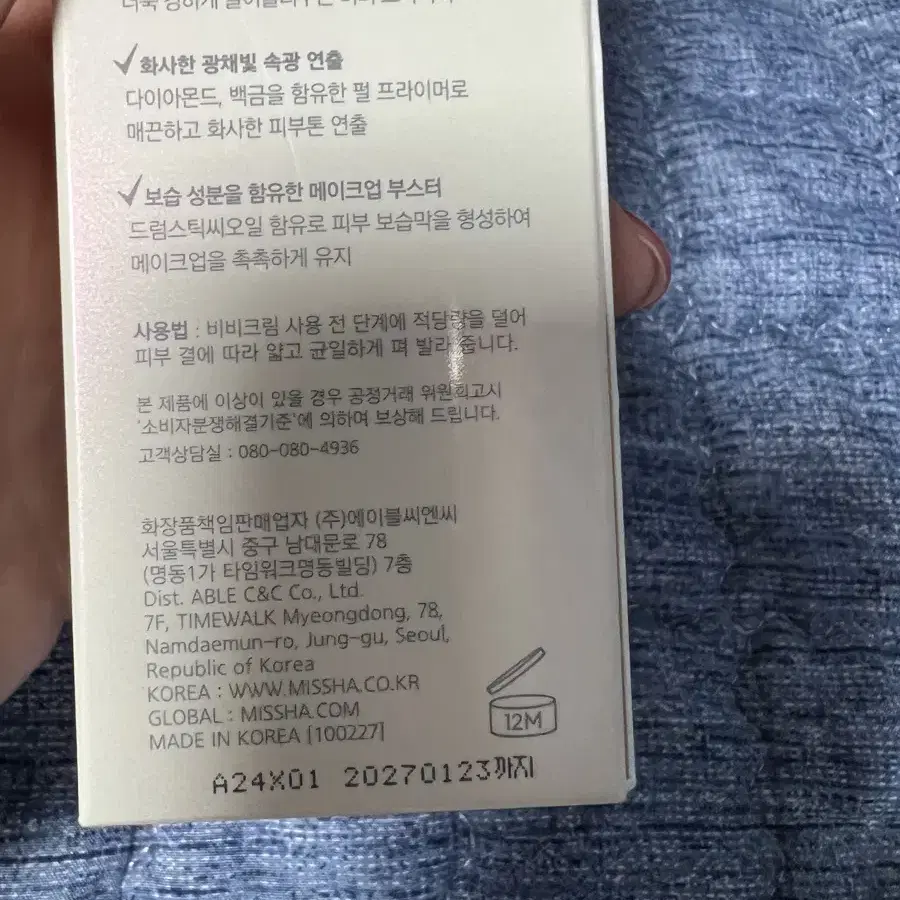 ✓화사한 광채빛 속광 연출
다이아몬드, 백금을 함유한 펄 프라이머로
매끈하고 화사한 피부톤 연출
✓보습 성분을 함유한 메이크업 부스터
드럼스틱씨오일 함유로 피부 보습막을 형성하여
메이크업을 촉촉하게 유지
사용법 : 비비크림 사용 전 단계에 적당량을 덜어
피부 결에 따라 얇고 균일하게 펴 발라 줍니다.
본 제품에 이상이 있을 경우 공정거래 위원회고시
'소비자분쟁해결기준'에 의하여 보상해 드립니다.
고객상담실 : 080-080-4936
화장품책임판매업자 (주)에이블씨엔씨
서울특별시 중구 남대문로 78
(명동1가 타임워크명동빌딩) 7층
Dist. ABLE C&C Co., Ltd.
7F, TIMEWALK Myeongdong, 78,
Namdaemun-ro, Jung-gu, Seoul,
Republic of Korea
KOREA : WWW.MISSHA.CO.KR
GLOBAL : MISSHA.COM
MADE IN KOREA [100227]
12M
A24X01 20270123까지